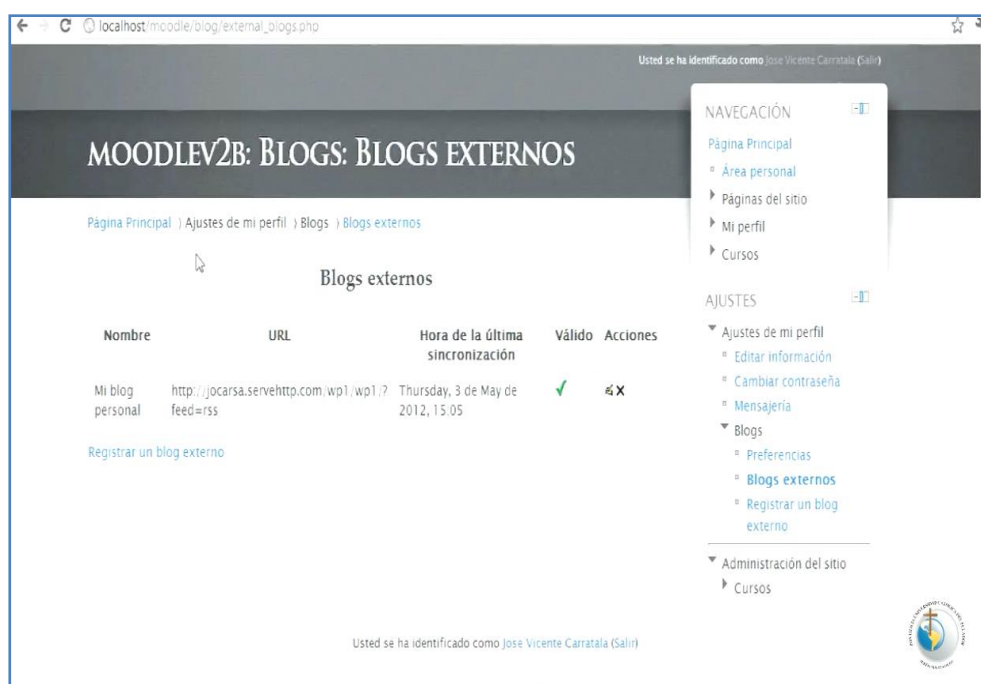 localhost/moodle/blog/external_blogs.php
Usted se ha identificado como Jose Vicente Carratala (Salir)
MOODLEV2B: BLOGS: BLOGS EXTERNOS
Página Principal ⟩ Ajustes de mi perfil ⟩ Blogs ⟩ Blogs externos
Blogs externos
Nombre URL Hora de la última sincronización Válido Acciones
Mi blog personal http://jocarsa.servehttp.com/wp1/wp1/?feed=rss Thursday, 3 de May de 2012, 15:05
Registrar un blog externo
NAVEGACIÓN
Página Principal
Área personal
Páginas del sitio
Mi perfil
Cursos
AJUSTES
Ajustes de mi perfil
Editar información
Cambiar contraseña
Mensajería
Blogs
Preferencias
Blogs externos
Registrar un blog
externo
Administración del sitio
Cursos
Usted se ha identificado como Jose Vicente Carratala (Salir)